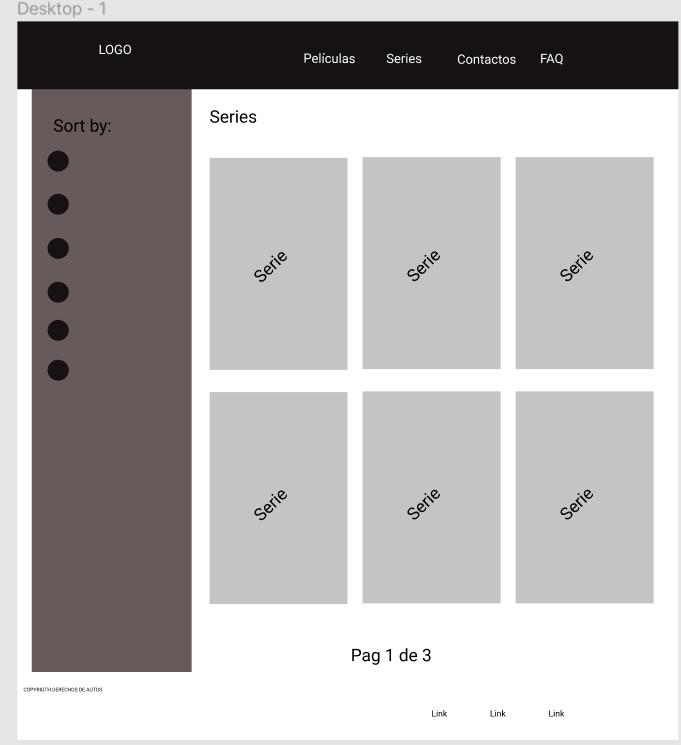 Desktop - 1
LOGO
Películas Series Contactos FAQ
Sort by:
Series
Serie Serie Serie
Serie Serie Serie
Pag 1 de 3
COPYRIGTH DERECHOS DE AUTOS
Link Link Link